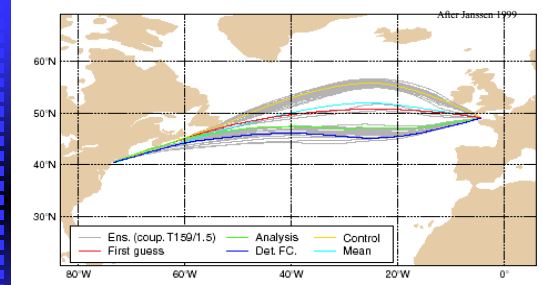 After Janssen 1999
60°N
50°N
40°N
30°N
Ens. (coup. T159/1.5) Analysis Control
First guess Det. FC. Mean
80°W 60°W 40°W 20°W 0°